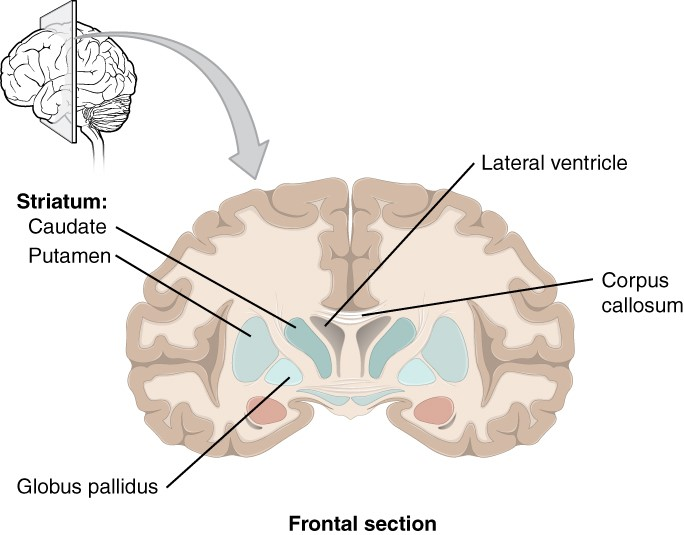 Lateral ventricle
Striatum:
Caudate
Putamen
Corpus
callosum
Globus pallidus
Frontal section